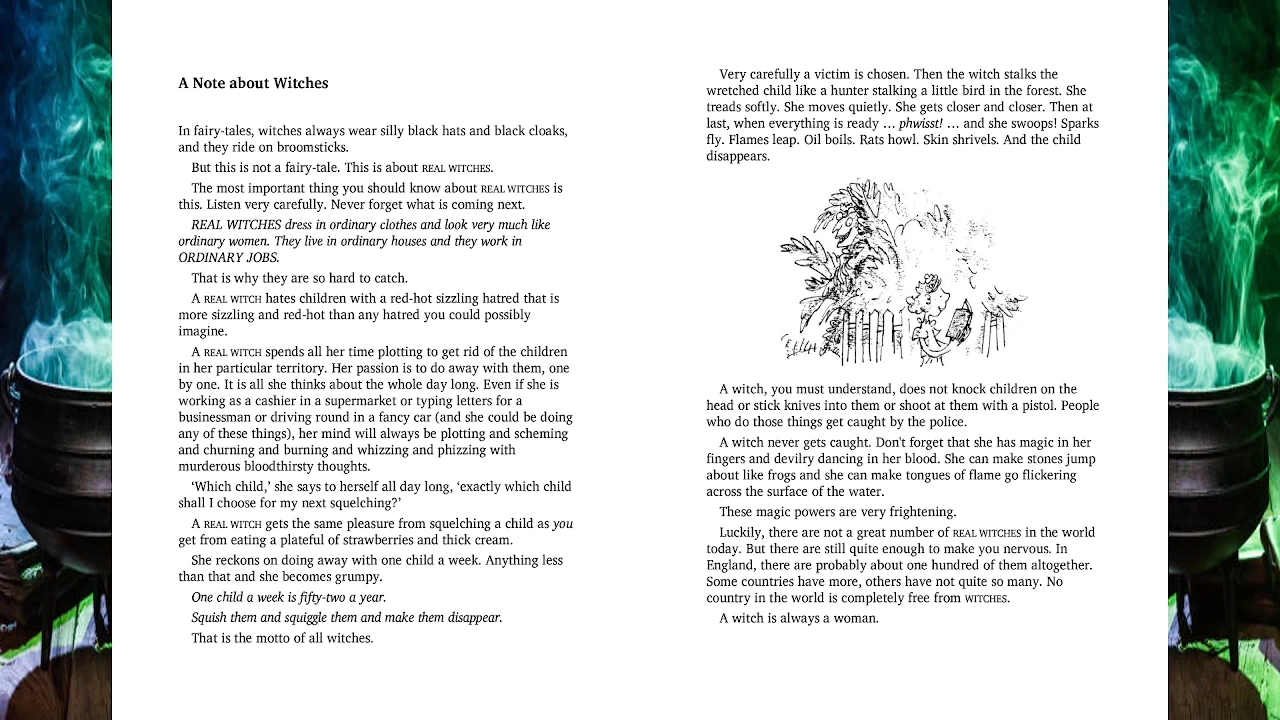 A Note about Witches
In fairy-tales, witches always wear silly black hats and black cloaks,
and they ride on broomsticks.
But this is not a fairy-tale. This is about REAL WITCHES.
The most important thing you should know about REAL WITCHES is
this. Listen very carefully. Never forget what is coming next.
REAL WITCHES dress in ordinary clothes and look very much like
ordinary women. They live in ordinary houses and they work in
ORDINARY JOBS.
That is why they are so hard to catch.
A REAL WITCH hates children with a red-hot sizzling hatred that is
more sizzling and red-hot than any hatred you could possibly
imagine.
A REAL WITCH spends all her time plotting to get rid of the children
in her particular territory. Her passion is to do away with them, one
by one. It is all she thinks about the whole day long. Even if she is
working as a cashier in a supermarket or typing letters for a
businessman or driving round in a fancy car (and she could be doing
any of these things), her mind will always be plotting and scheming
and churning and burning and whizzing and phizzing with
murderous bloodthirsty thoughts.
‘Which child,’ she says to herself all day long, ‘exactly which child
shall I choose for my next squelching?’
A REAL WITCH gets the same pleasure from squelching a child as you
get from eating a plateful of strawberries and thick cream.
She reckons on doing away with one child a week. Anything less
than that and she becomes grumpy.
One child a week is fifty-two a year.
Squish them and squiggle them and make them disappear.
That is the motto of all witches.
Very carefully a victim is chosen. Then the witch stalks the
wretched child like a hunter stalking a little bird in the forest. She
treads softly. She moves quietly. She gets closer and closer. Then at
last, when everything is ready … phwisst! … and she swoops! Sparks
fly. Flames leap. Oil boils. Rats howl. Skin shrivels. And the child
disappears.
A witch, you must understand, does not knock children on the
head or stick knives into them or shoot at them with a pistol. People
who do those things get caught by the police.
A witch never gets caught. Don't forget that she has magic in her
fingers and devilry dancing in her blood. She can make stones jump
about like frogs and she can make tongues of flame go flickering
across the surface of the water.
These magic powers are very frightening.
Luckily, there are not a great number of REAL WITCHES in the world
today. But there are still quite enough to make you nervous. In
England, there are probably about one hundred of them altogether.
Some countries have more, others have not quite so many. No
country in the world is completely free from WITCHES.
A witch is always a woman.